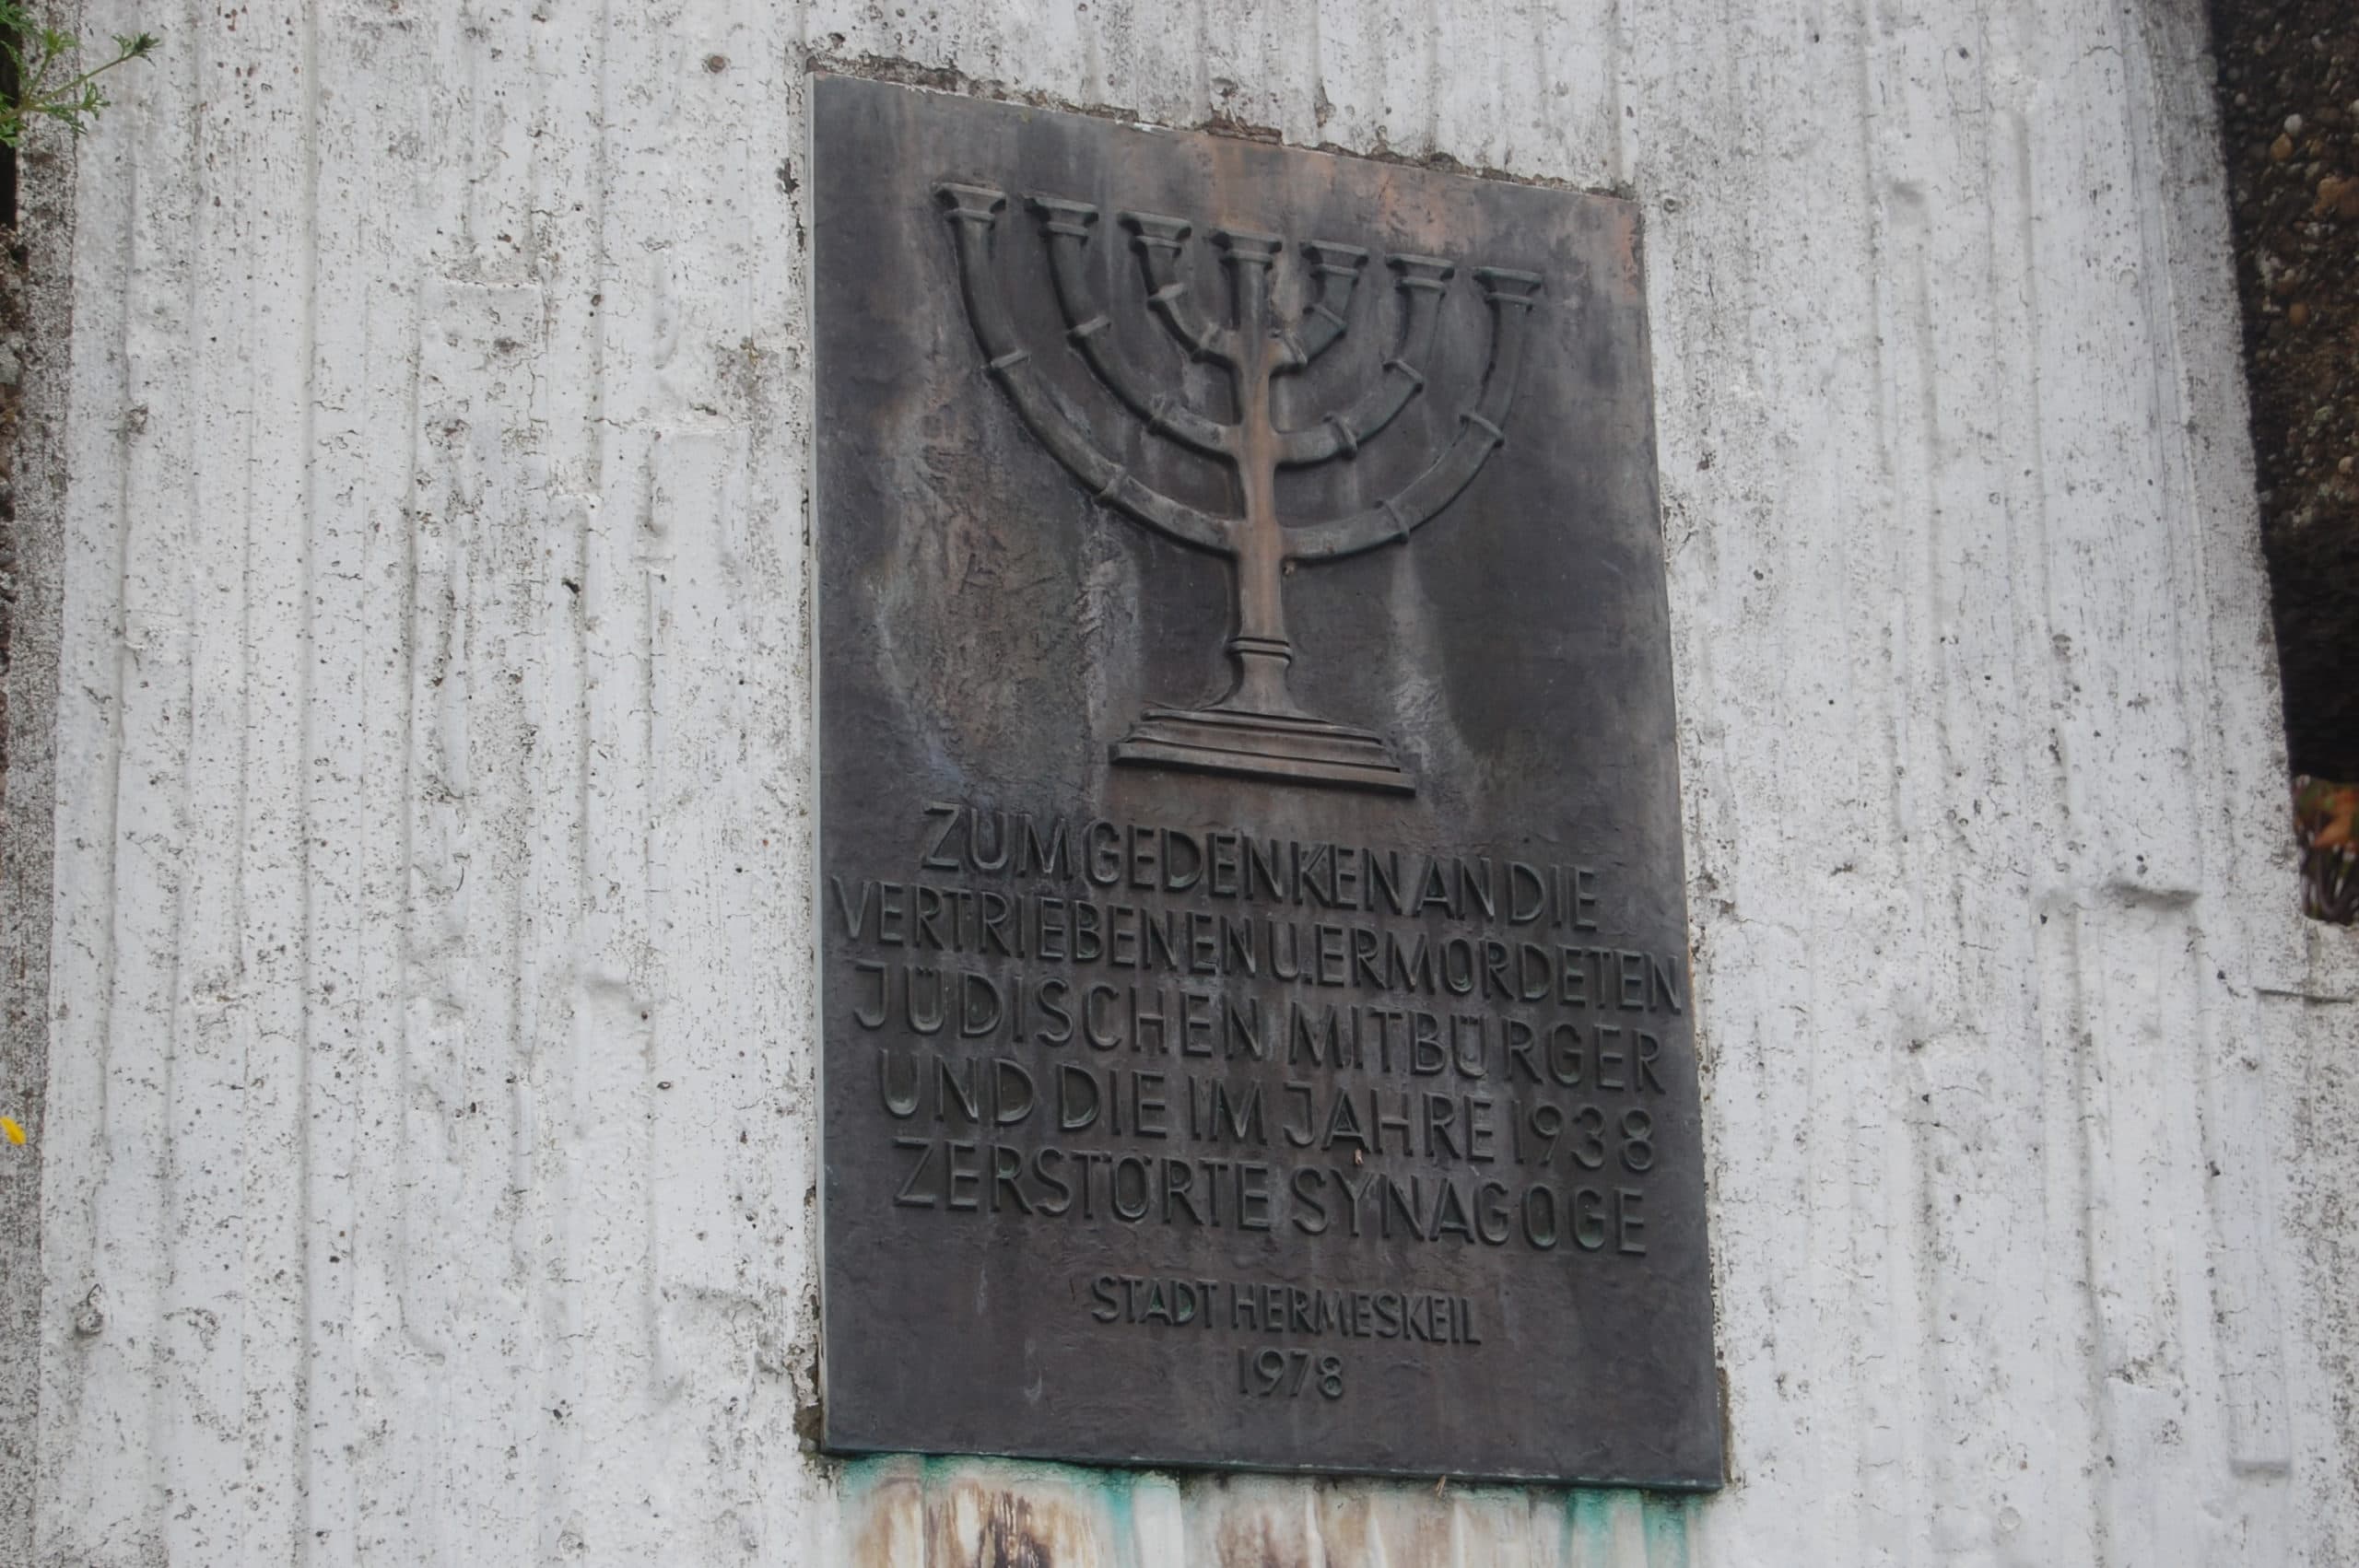 ZUM GEDENKEN AN DIE
VERTRIEBENEN U. ERMORDETEN
JÜDISCHEN MITBÜRGER
UND DIE IM JAHRE 1938
ZERSTÖRTE SYNAGOGE
STADT HERMESKEIL
1978